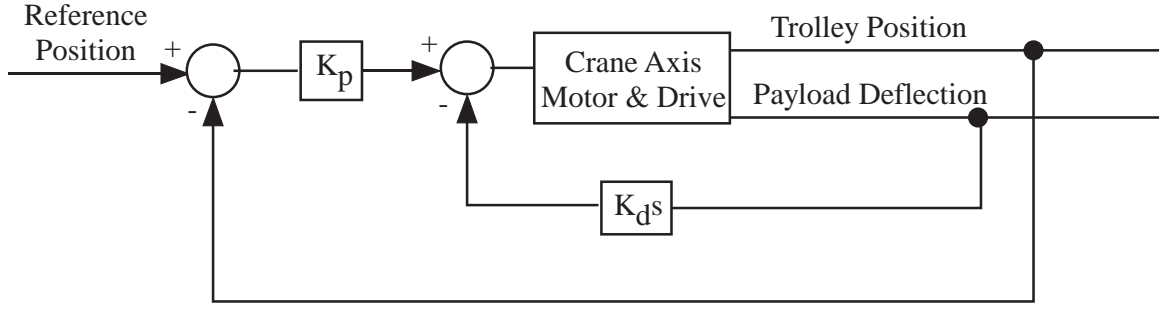 Reference
Position
+
-
Kp
+
-
Crane Axis
Motor & Drive
Trolley Position
Payload Deflection
Kds